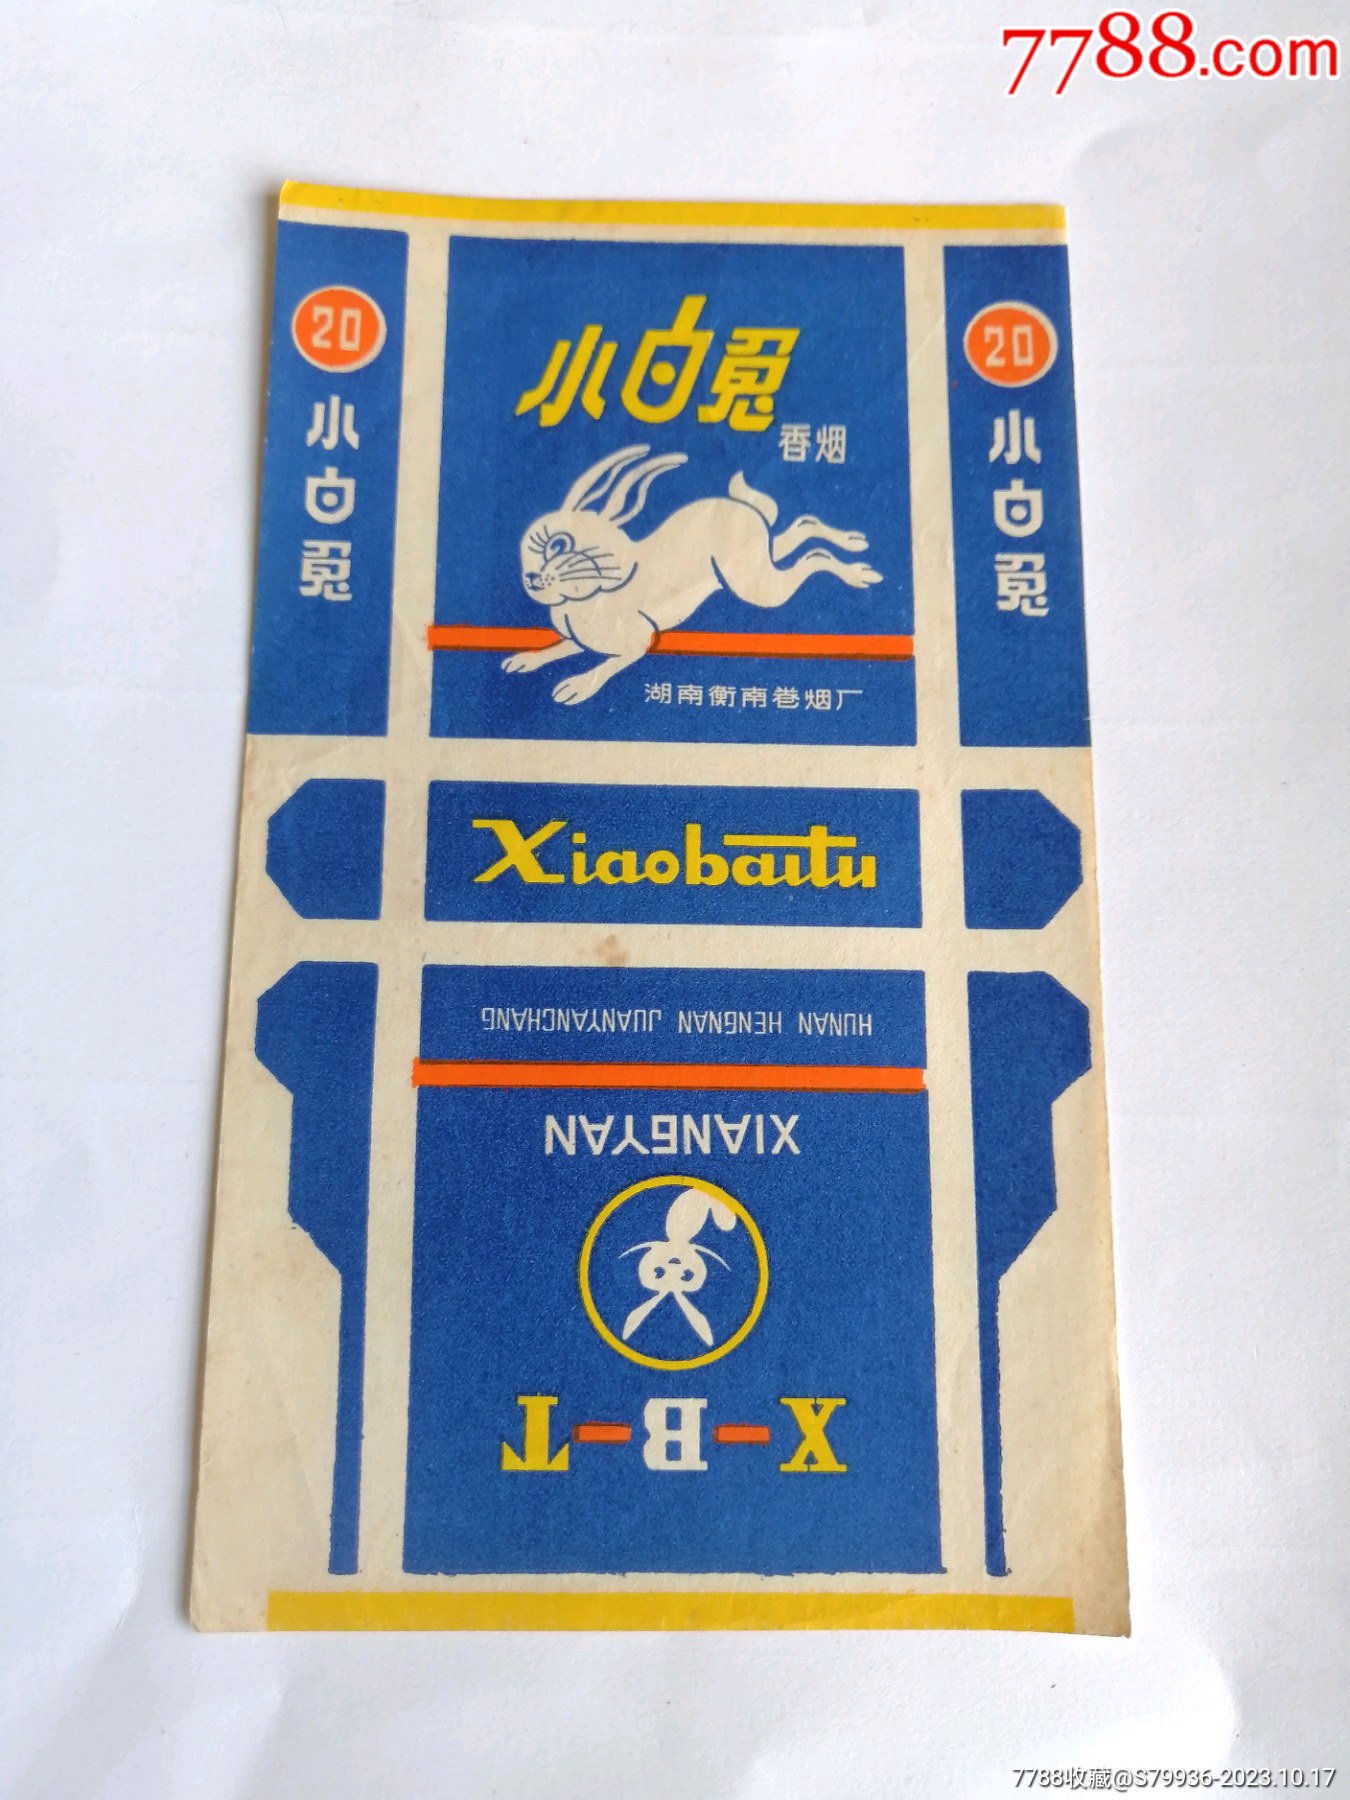 7788.com
20
小白兔
小白兔
香烟
20
小白兔
湖南衡南卷烟厂
Xiaobaitu
HUNAN HENGNAN JUANYANCHANG
XIANGYAN
X-B-T
7788收藏@S79936-2023.10.17